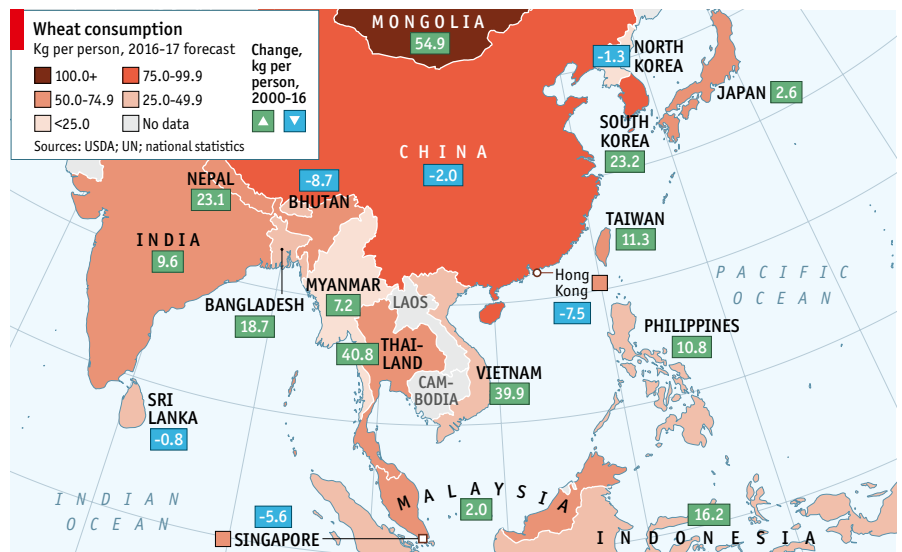 Wheat consumption
Kg per person, 2016-17 forecast
100.0+
75.0-99.9
50.0-74.9
25.0-49.9
<25.0
No data
Change,
kg per
person,
2000-16
Sources: USDA; UN; national statistics
MONGOLIA
54.9
-1.3
NORTH
KOREA
JAPAN 2.6
SOUTH
KOREA
23.2
CHINA
-2.0
NEPAL
23.1
-8.7
BHUTAN
INDIA
9.6
TAIWAN
11.3
Hong
Kong
-7.5
PACIFIC
OCEAN
MYANMAR
7.2
LAOS
BANGLADESH
18.7
THAI-
LAND
40.8
PHILIPPINES
10.8
VIETNAM
39.9
CAM-
BODIA
SRI
LANKA
-0.8
INDIAN
OCEAN
MALAYSIA
2.0
-5.6
SINGAPORE
16.2
INDONESIA